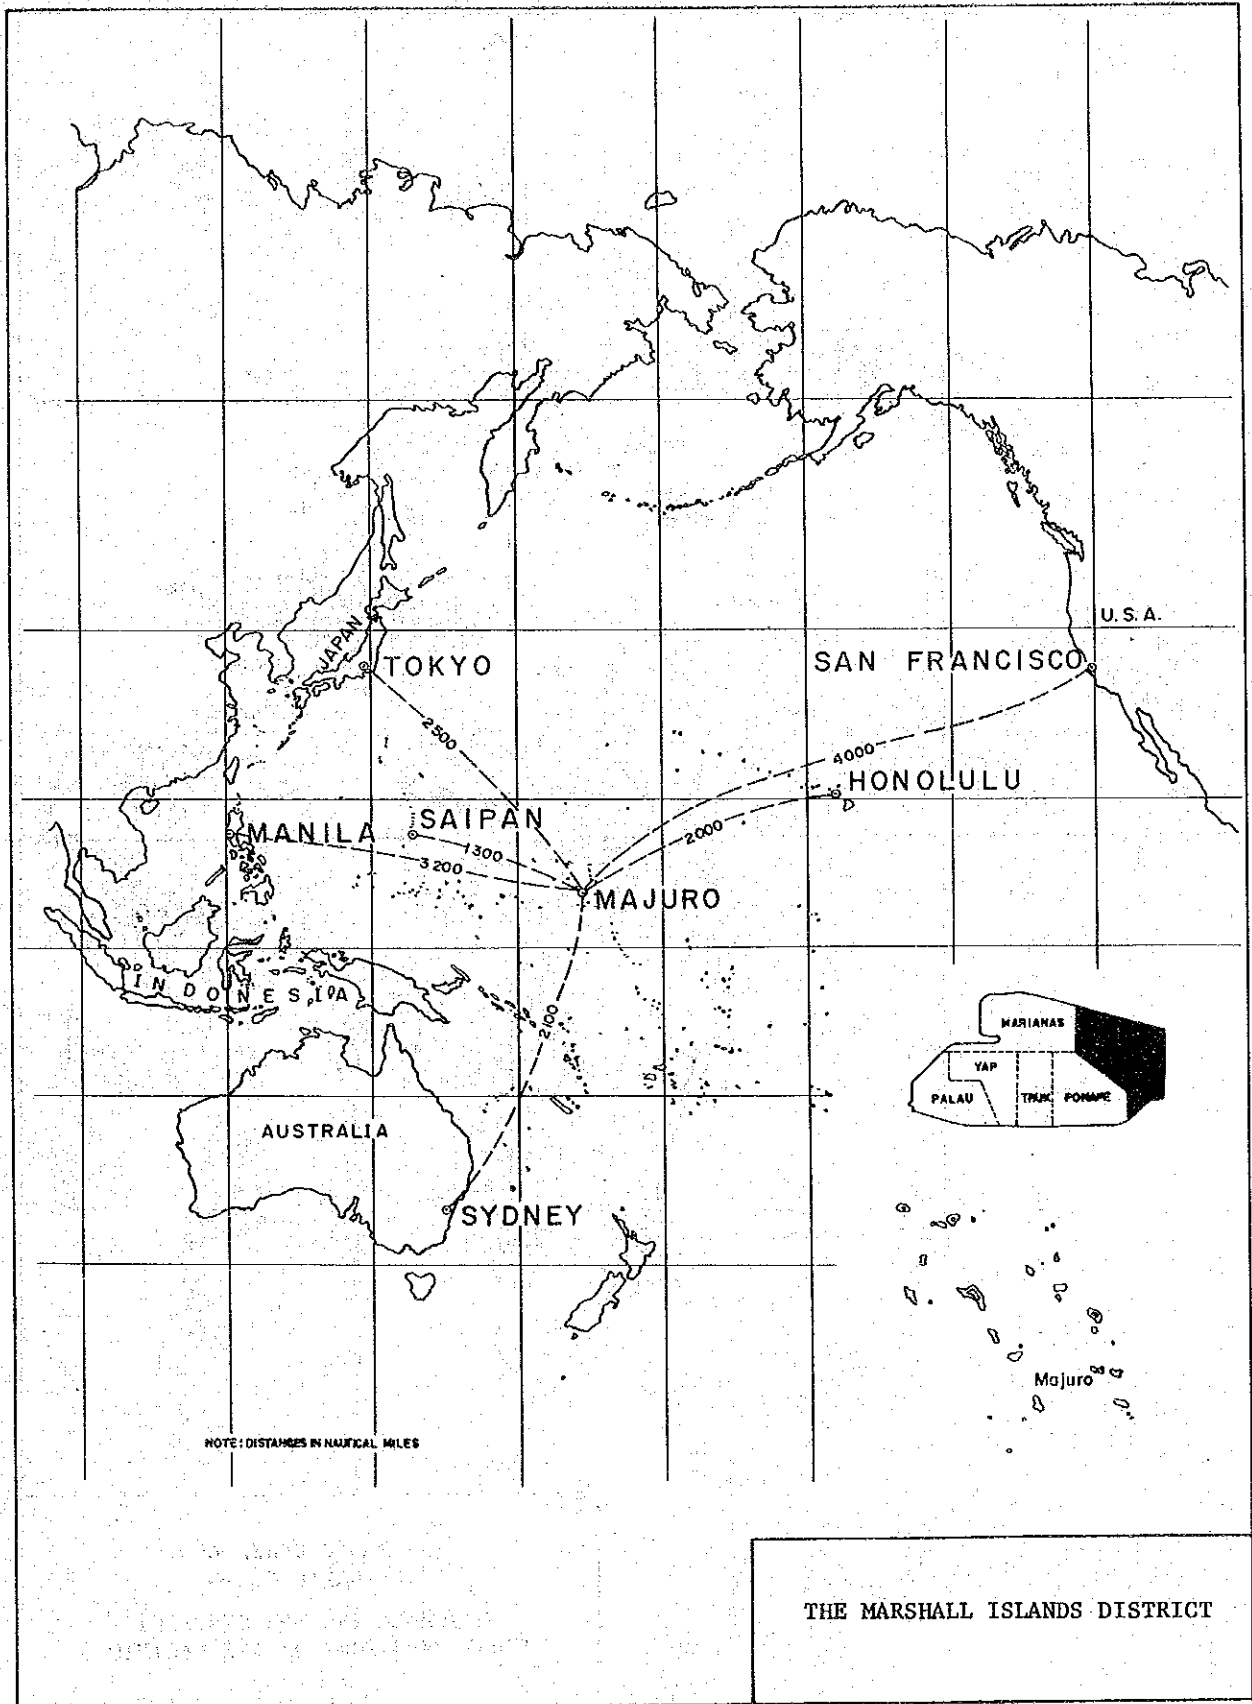 U.S.A.
JAPAN
TOKYO
SAN FRANCISCO
2500
4000
HONOLULU
SAIPAN
MANILA
2000
1300
3200
MAJURO
INDONESIA
2100
MARIANAS
YAP
PALAU
TRUK
PONAPE
AUSTRALIA
SYDNEY
Majuro
NOTE: DISTANCES IN NAUTICAL MILES
THE MARSHALL ISLANDS DISTRICT